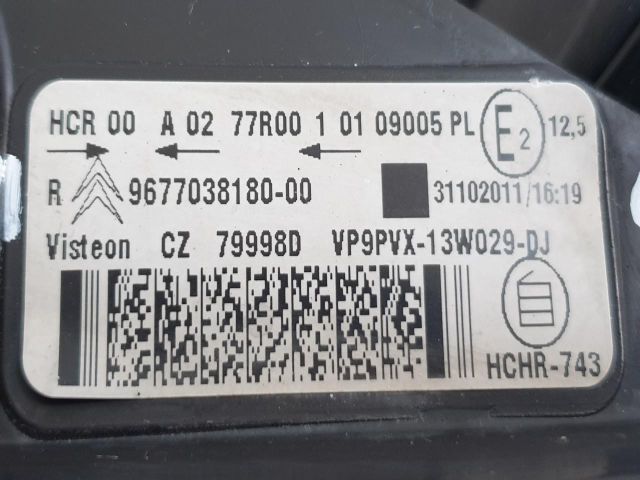 HCR 00 A 02 77R00 1 01 09005 PL E2 12,5
R 9677038180-00 31102011/16:19
Visteon CZ 79998D VP9PVX-13W029-DJ
HCHR-743